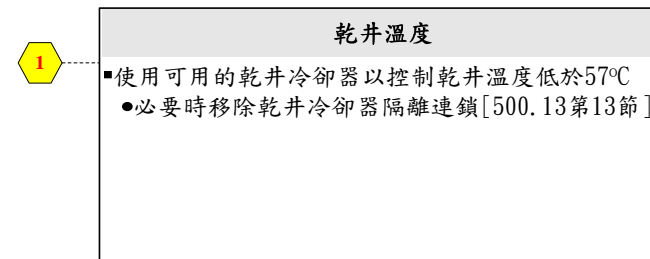 乾井溫度
1
▪使用可用的乾井冷卻器以控制乾井溫度低於57°C
●必要時移除乾井冷卻器隔離連鎖[500.13第13節]